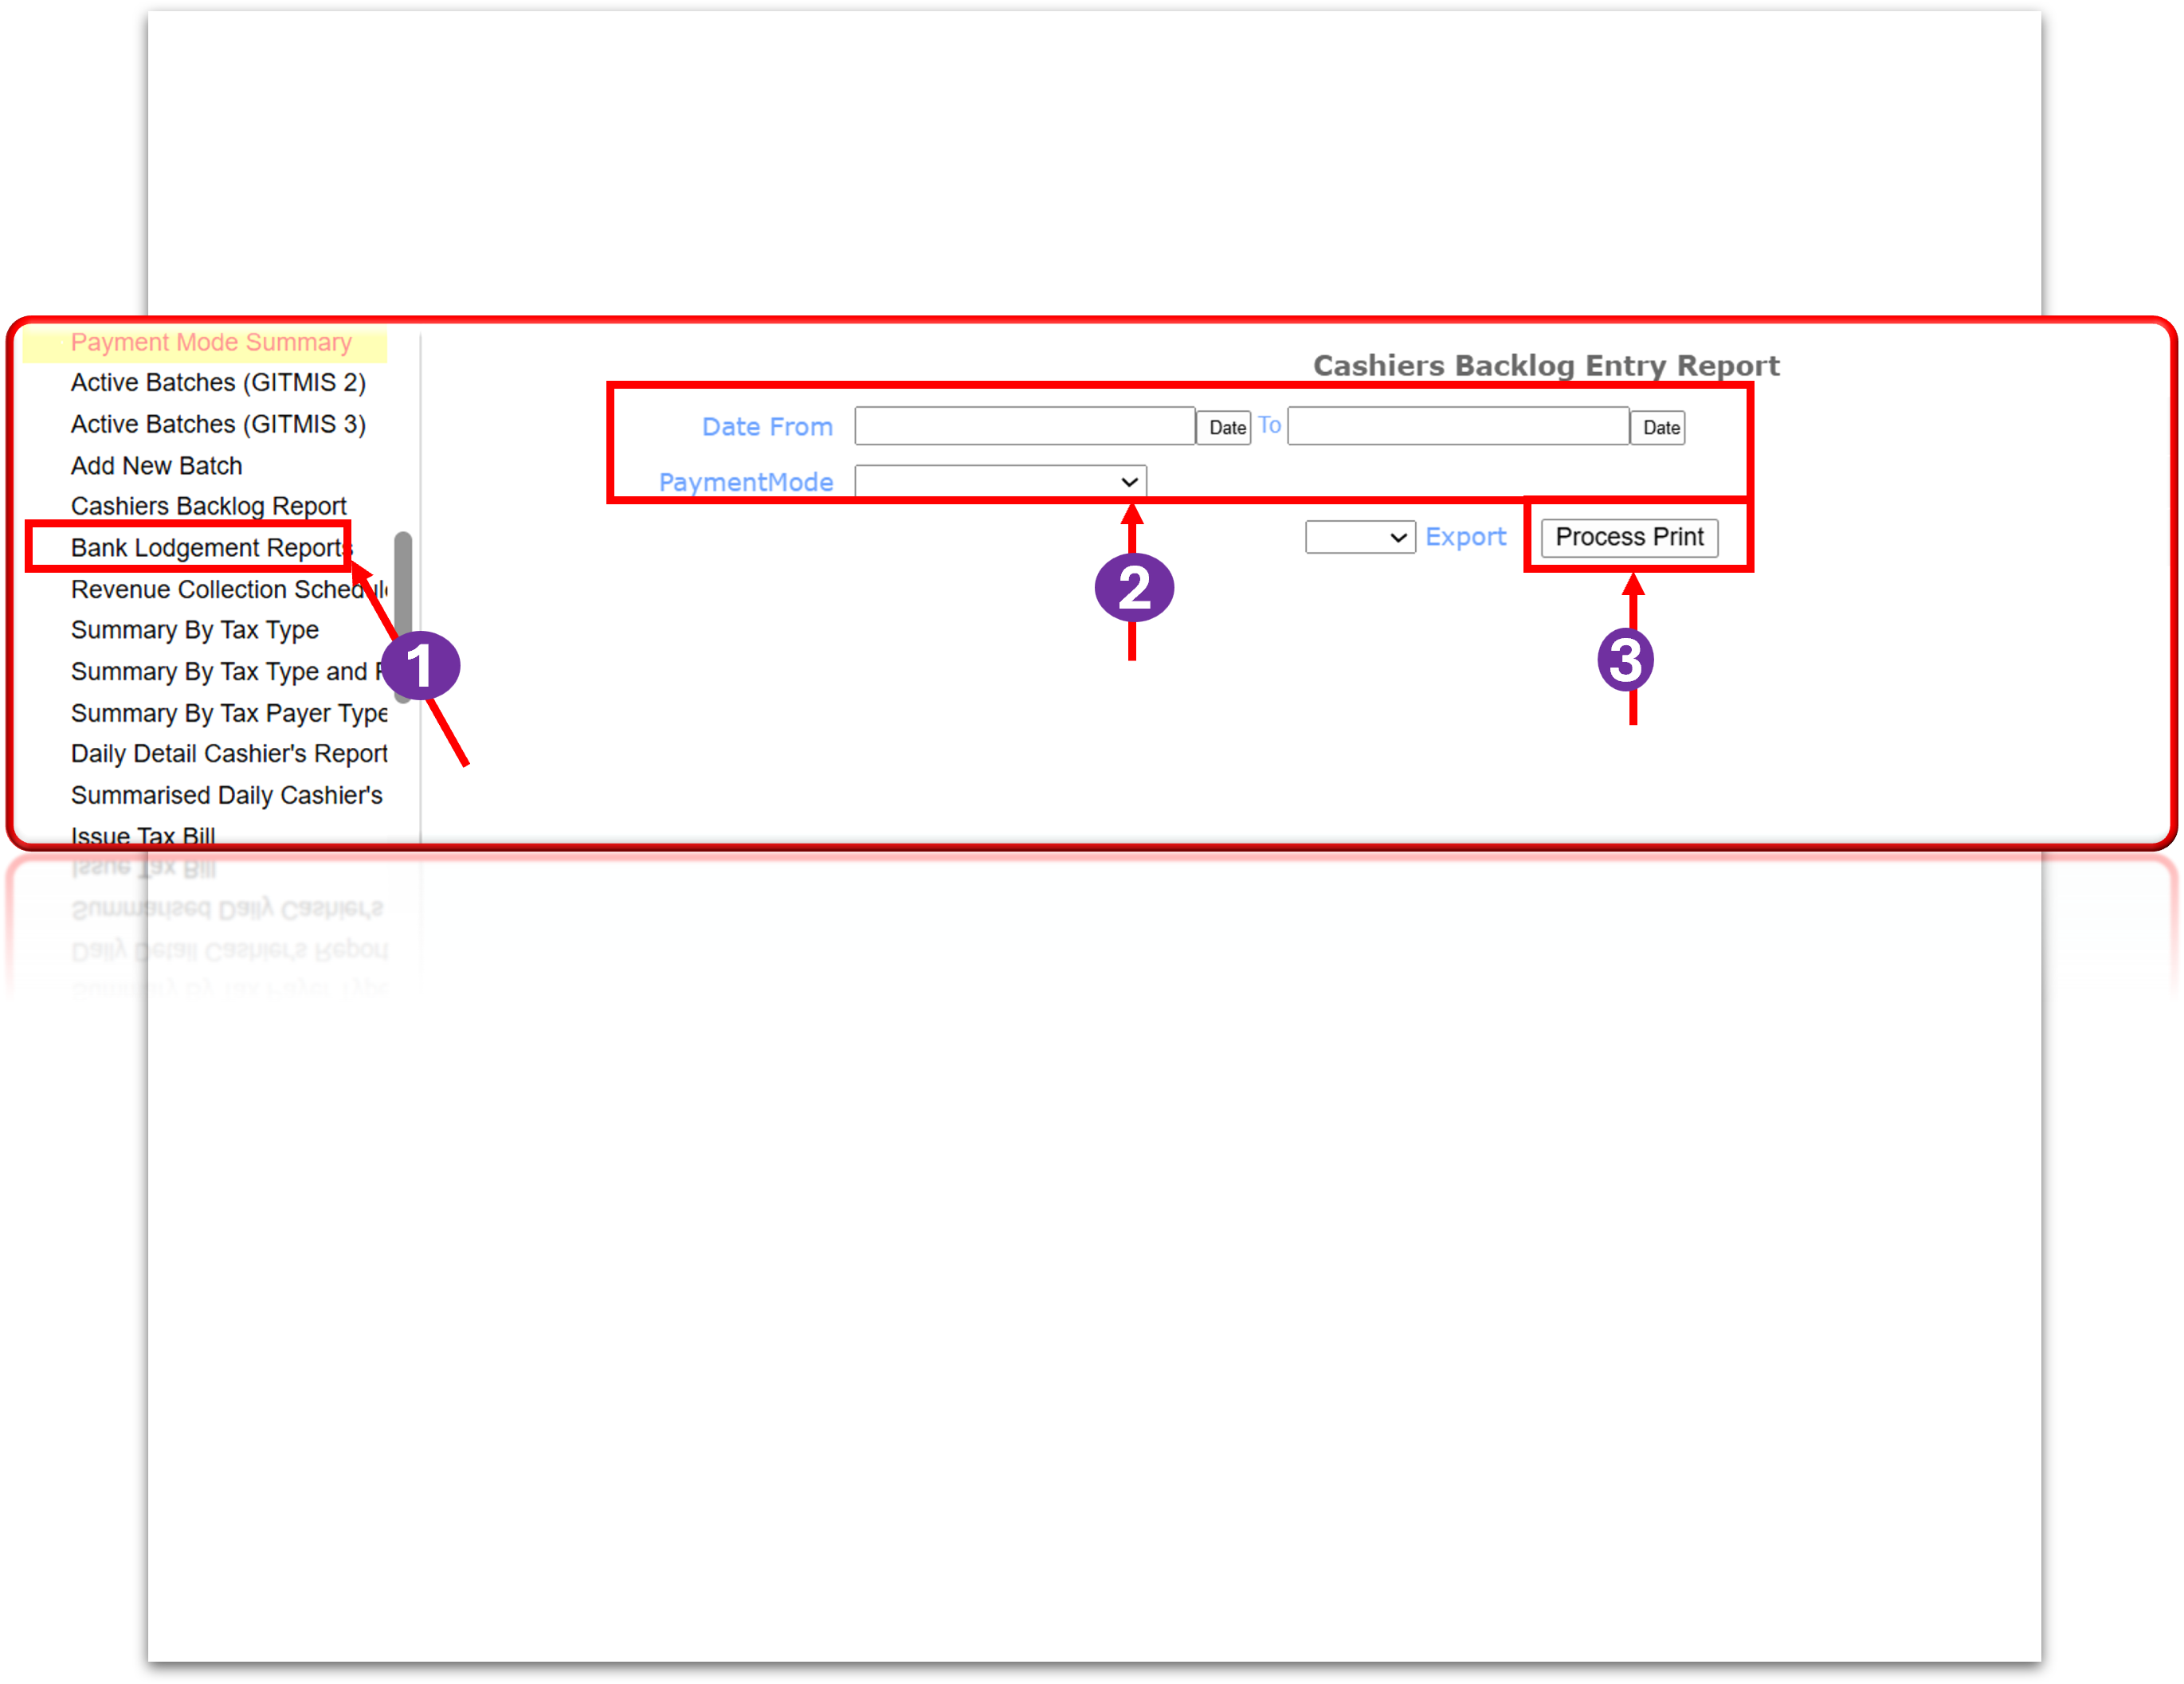 Payment Mode Summary
Active Batches (GITMIS 2)
Active Batches (GITMIS 3)
Add New Batch
Cashiers Backlog Report
Bank Lodgement Reports
Revenue Collection Schedul
Summary By Tax Type
Summary By Tax Type and
Summary By Tax Payer Type
Daily Detail Cashier's Report
Summarised Daily Cashier's
Issue Tax Bill
1
Cashiers Backlog Entry Report
Date From Date To Date
PaymentMode
Export Process Print
2
3